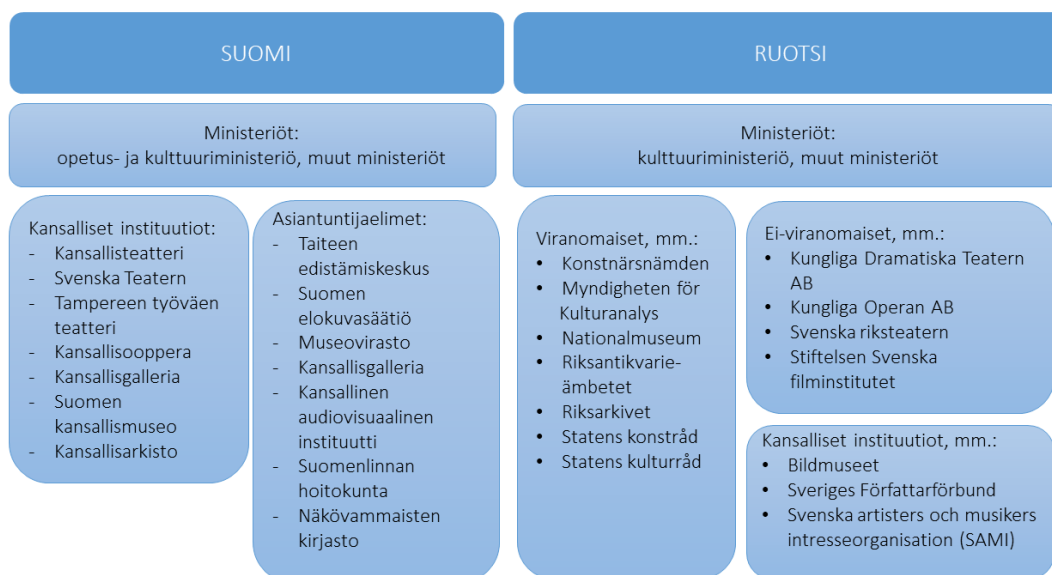 SUOMI
Ministeriöt:
opetus- ja kulttuuriministeriö, muut ministeriöt
Kansalliset instituutiot:
- Kansallisteatteri
- Svenska Teatern
- Tampereen työväen
teatteri
- Kansallisooppera
- Kansallisgalleria
- Suomen
kansallismuseo
- Kansallisarkisto
Asiantuntijaelimet:
- Taiteen
edistämiskeskus
- Suomen
elokuvasäätiö
- Museovirasto
- Kansallisgalleria
- Kansallinen
audiovisuaalinen
instituutti
- Suomenlinnan
hoitokunta
- Näkövammaisten
kirjasto
RUOTSI
Ministeriöt:
kulttuuriministeriö, muut ministeriöt
Viranomaiset, mm.:
• Konstnärsnämden
• Myndigheten för
Kulturanalys
• Nationalmuseum
• Riksantikvarie-
ämbetet
• Riksarkivet
• Statens konstråd
• Statens kulturråd
Ei-viranomaiset, mm.:
• Kungliga Dramatiska Teatern
AB
• Kungliga Operan AB
• Svenska riksteatern
• Stiftelsen Svenska
filminstitutet
Kansalliset instituutiot, mm.:
• Bildmuseet
• Sveriges Författarförbund
• Svenska artisters och musikers
intresseorganisation (SAMI)